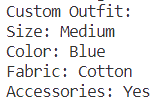 Custom Outfit:
Size: Medium
Color: Blue
Fabric: Cotton
Accessories: Yes